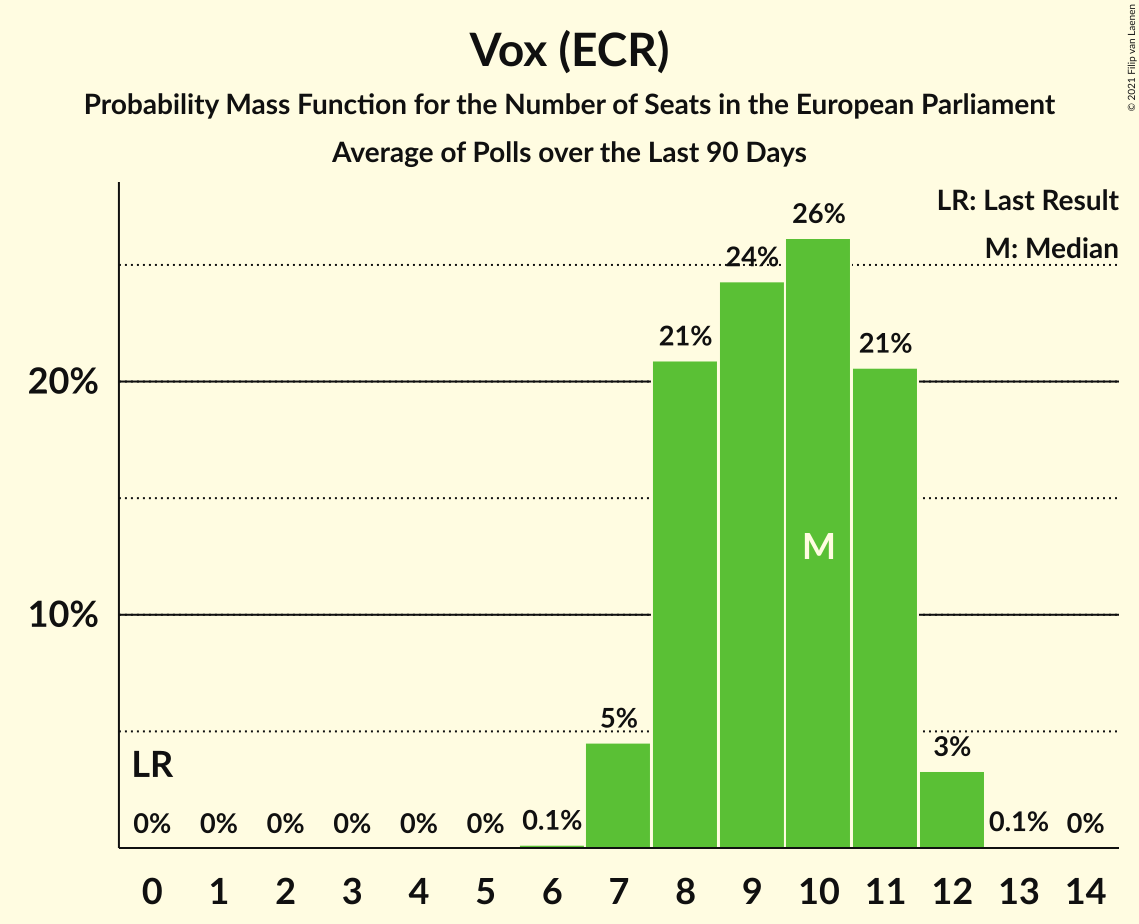 Vox (ECR)
Probability Mass Function for the Number of Seats in the European Parliament
Average of Polls over the Last 90 Days
© 2021 Filip van Laenen
LR: Last Result
M: Median
26%
24%
21%
21%
20%
M
10%
5%
3%
LR
0% 0% 0% 0% 0% 0% 0.1% 0.1% 0%
0 1 2 3 4 5 6 7 8 9 10 11 12 13 14